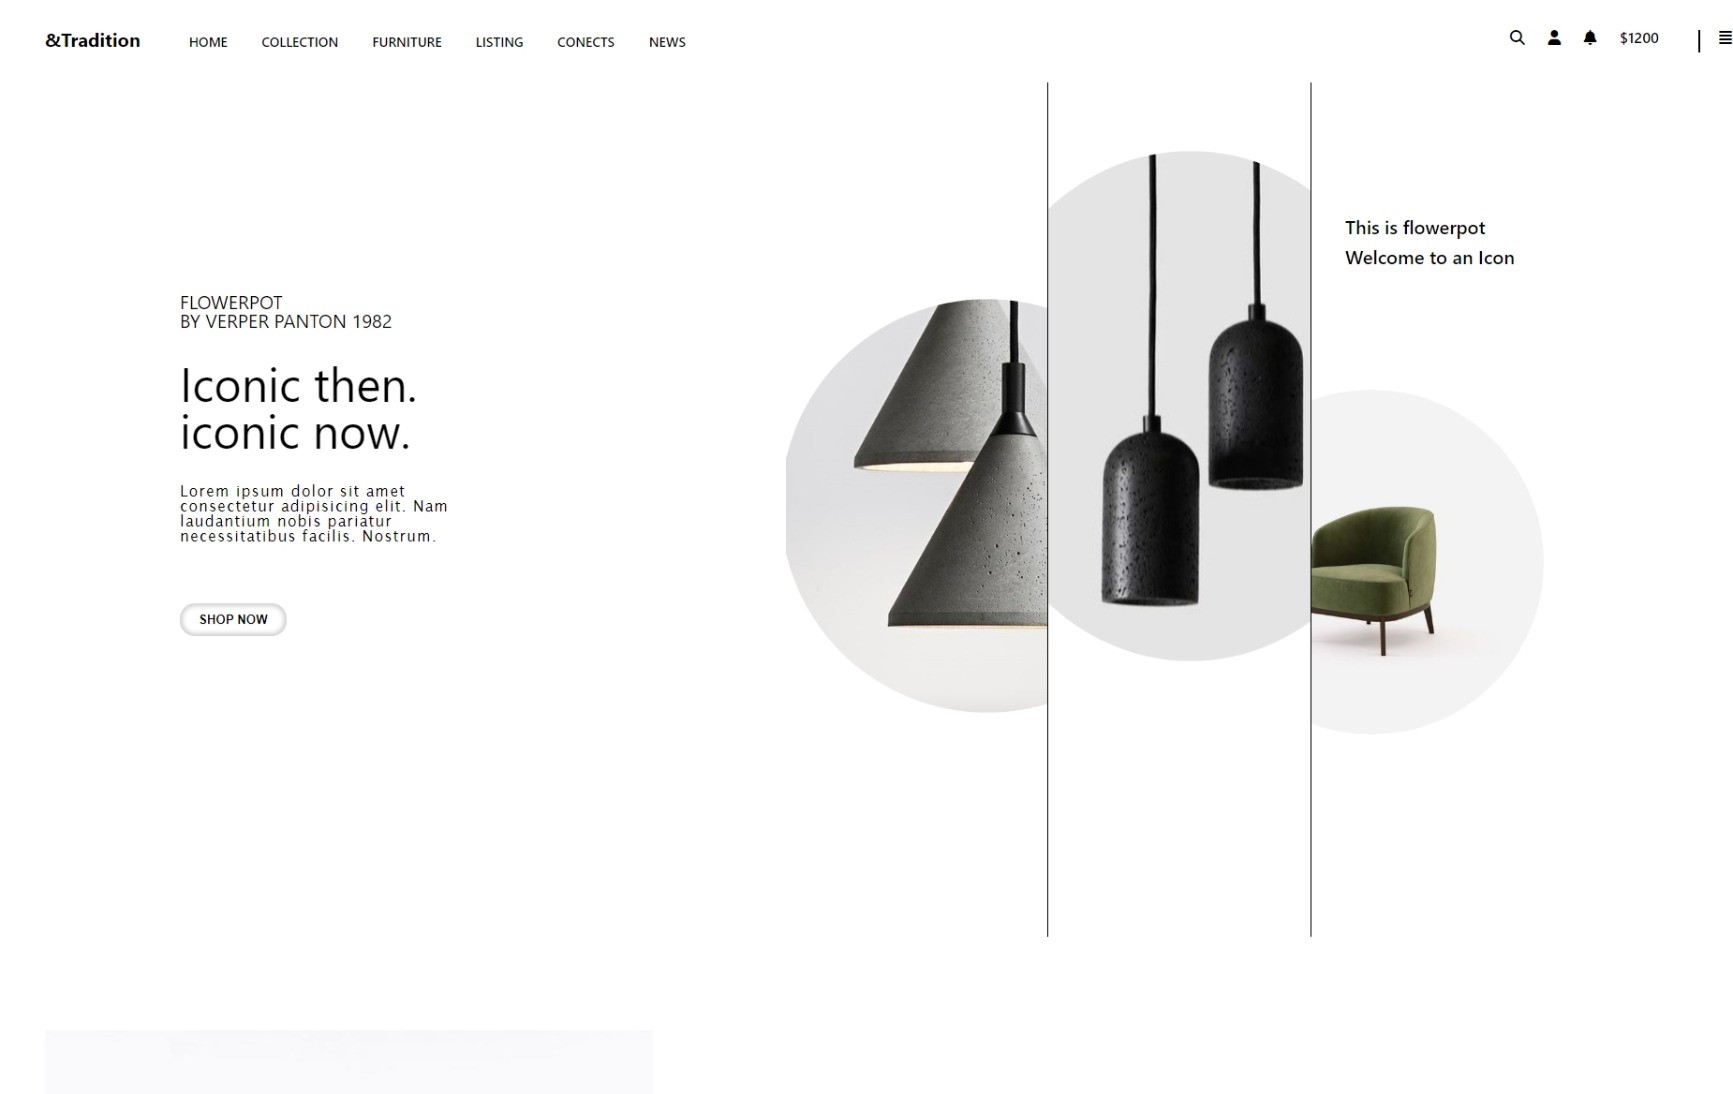 &Tradition
HOME COLLECTION FURNITURE LISTING CONECTS NEWS
$1200
This is flowerpot
Welcome to an Icon
FLOWERPOT
BY VERPER PANTON 1982
Iconic then.
iconic now.
Lorem ipsum dolor sit amet
consectetur adipisicing elit. Nam
laudantium nobis pariatur
necessitatibus facilis. Nostrum.
SHOP NOW